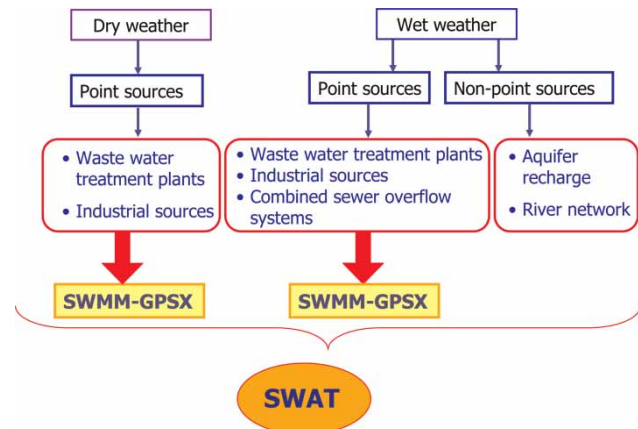 Dry weather
Wet weather
Point sources
Point sources
Non-point sources
• Waste water
treatment plants
• Industrial sources
• Waste water treatment plants
• Industrial sources
• Combined sewer overflow
systems
• Aquifer
recharge
• River network
SWMM-GPSX
SWMM-GPSX
SWAT